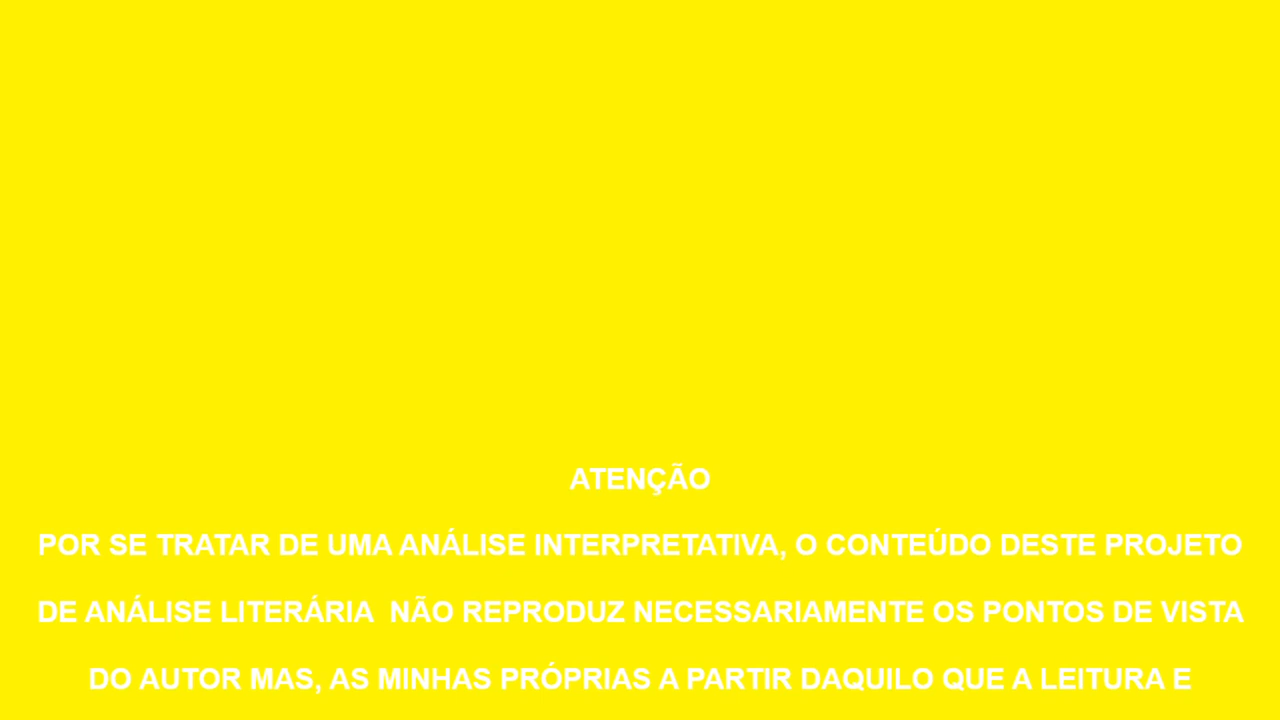 ATENÇÃO
POR SE TRATAR DE UMA ANÁLISE INTERPRETATIVA, O CONTEÚDO DESTE PROJETO
DE ANÁLISE LITERÁRIA  NÃO REPRODUZ NECESSARIAMENTE OS PONTOS DE VISTA
DO AUTOR MAS, AS MINHAS PRÓPRIAS A PARTIR DAQUILO QUE A LEITURA E